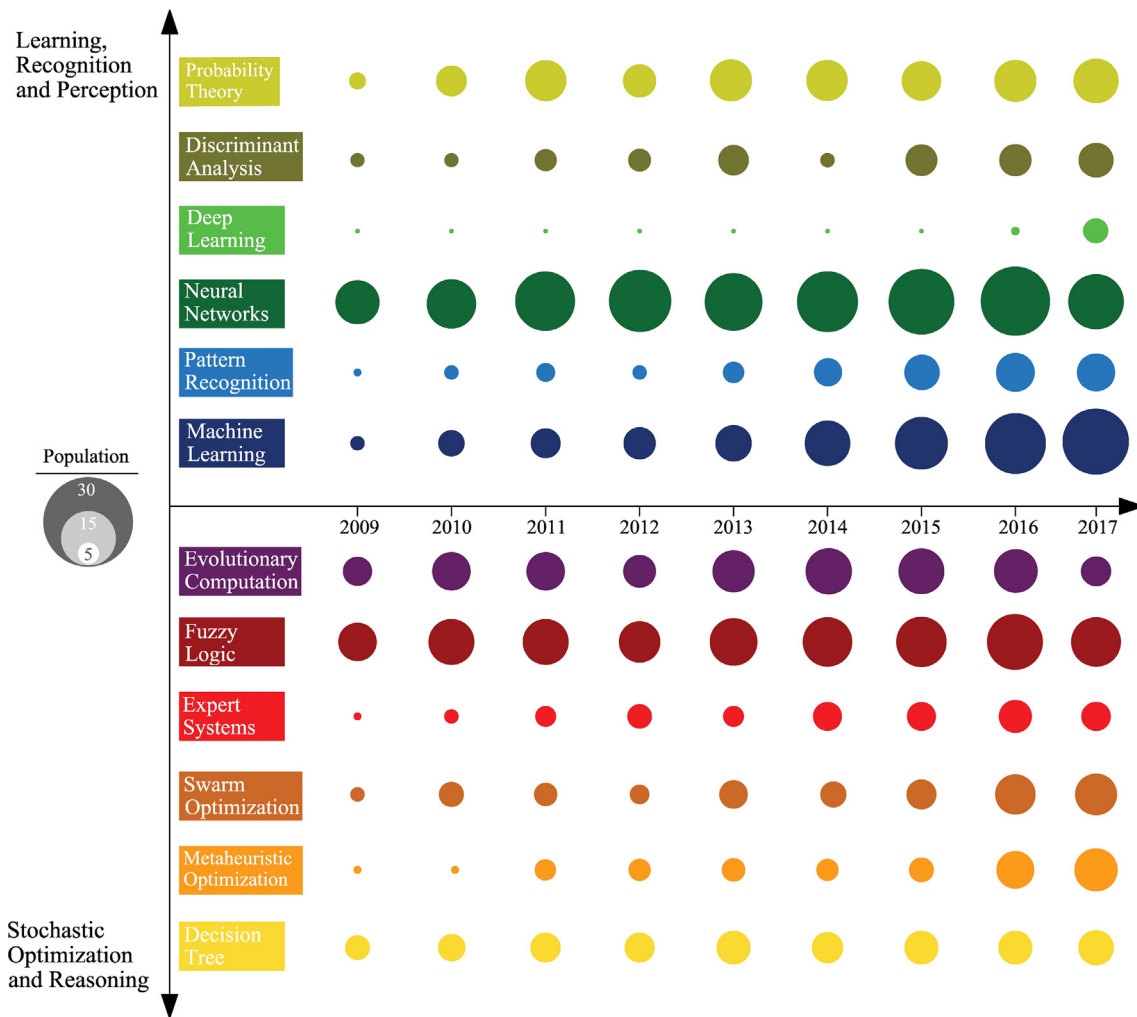 Learning,
Recognition
and Perception
Probability
Theory
Discriminant
Analysis
Deep
Learning
Neural
Networks
Pattern
Recognition
Machine
Learning
Population
30
15
5
2009 2010 2011 2012 2013 2014 2015 2016 2017
Evolutionary
Computation
Fuzzy
Logic
Expert
Systems
Swarm
Optimization
Metaheuristic
Optimization
Decision
Tree
Stochastic
Optimization
and Reasoning